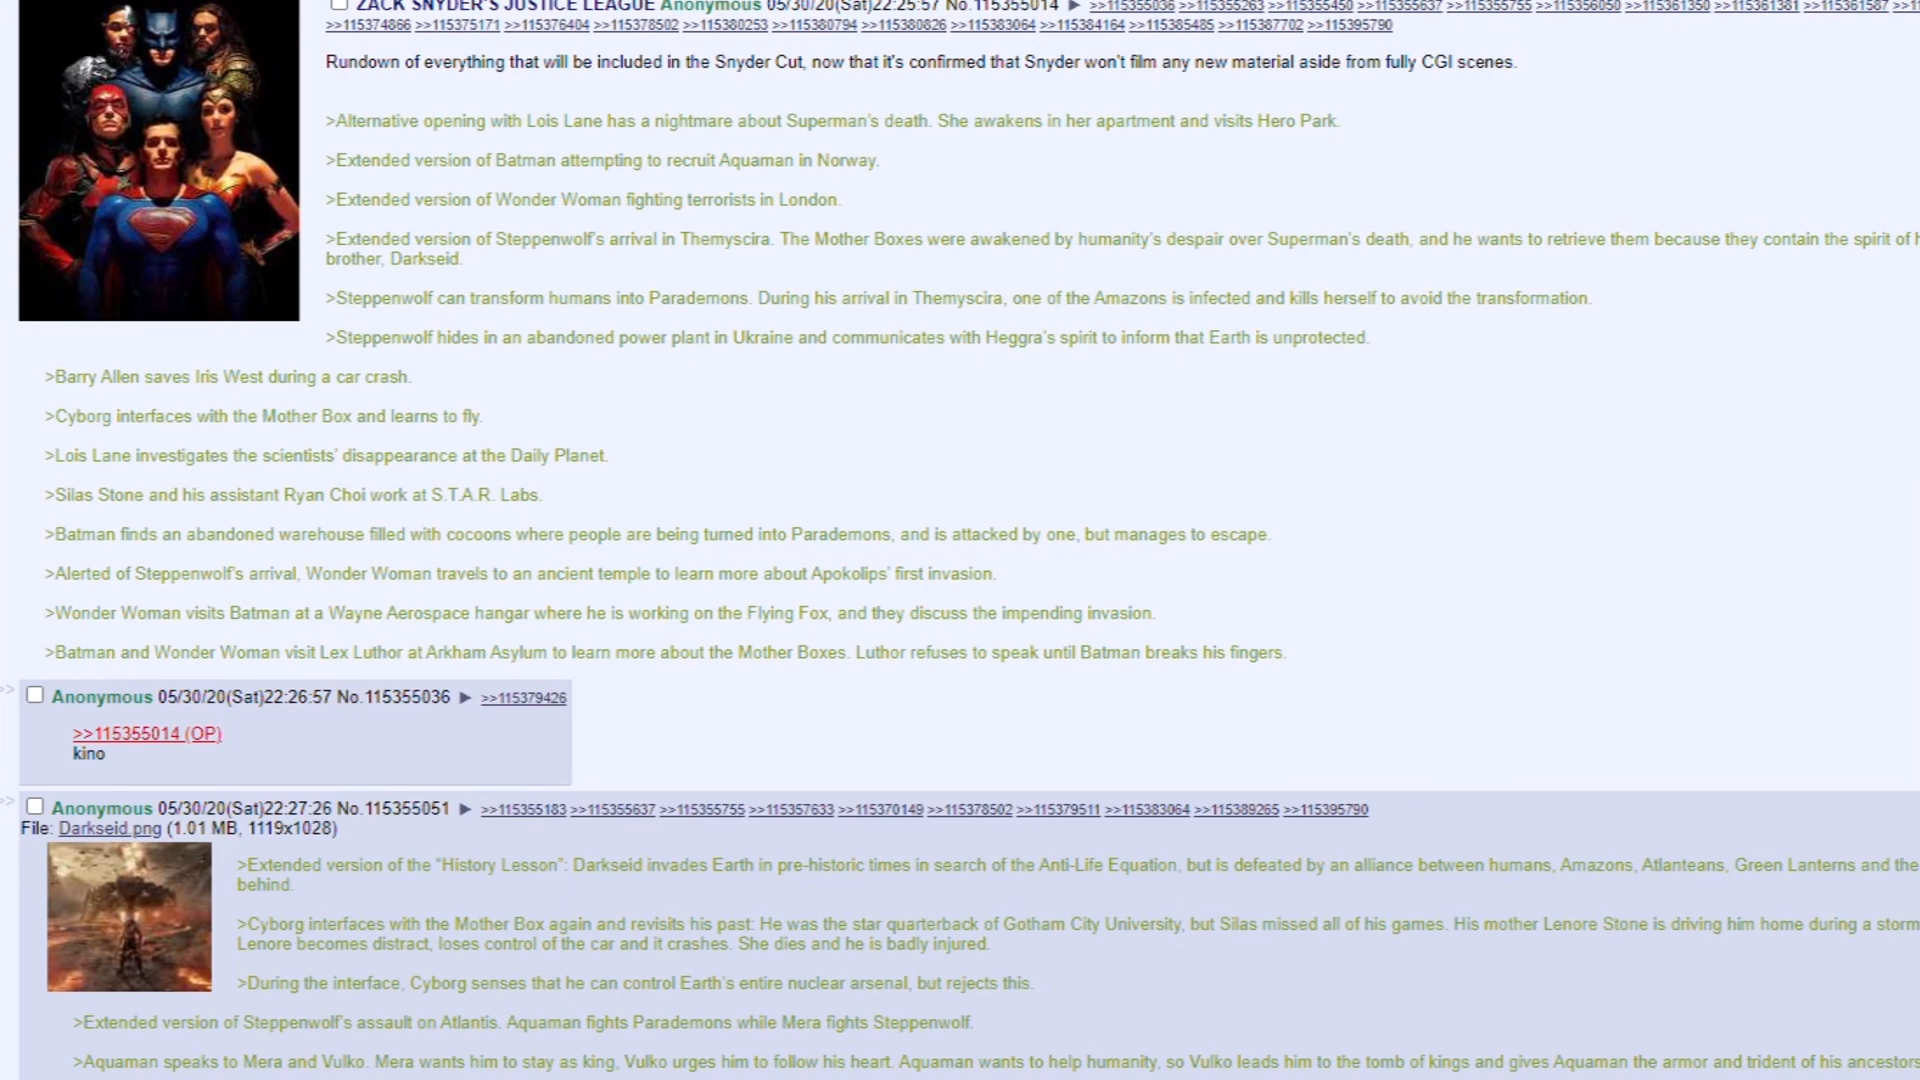 ZACK SNYDER'S JUSTICE LEAGUE Anonymous 05/30/20(Sat)22:25:57 No.115355014 ▶ >>115355036 >>115355263 >>115355450 >>115355637 >>115355755 >>115356050 >>115361350 >>115361381 >>115361587
>>115374866 >>115375171 >>115376404 >>115378502 >>115380253 >>115380794 >>115380826 >>115383064 >>115384164 >>115385485 >>115387702 >>115395790
Rundown of everything that will be included in the Snyder Cut, now that it's confirmed that Snyder won't film any new material aside from fully CGI scenes.
>Alternative opening with Lois Lane has a nightmare about Superman's death. She awakens in her apartment and visits Hero Park.
>Extended version of Batman attempting to recruit Aquaman in Norway.
>Extended version of Wonder Woman fighting terrorists in London.
>Extended version of Steppenwolf's arrival in Themyscira. The Mother Boxes were awakened by humanity's despair over Superman's death, and he wants to retrieve them because they contain the spirit of
brother, Darkseid.
>Steppenwolf can transform humans into Parademons. During his arrival in Themyscira, one of the Amazons is infected and kills herself to avoid the transformation.
>Steppenwolf hides in an abandoned power plant in Ukraine and communicates with Heggra's spirit to inform that Earth is unprotected.
>Barry Allen saves Iris West during a car crash.
>Cyborg interfaces with the Mother Box and learns to fly.
>Lois Lane investigates the scientists' disappearance at the Daily Planet.
>Silas Stone and his assistant Ryan Choi work at S.T.A.R. Labs.
>Batman finds an abandoned warehouse filled with cocoons where people are being turned into Parademons, and is attacked by one, but manages to escape.
>Alerted of Steppenwolf's arrival, Wonder Woman travels to an ancient temple to learn more about Apokolips' first invasion.
>Wonder Woman visits Batman at a Wayne Aerospace hangar where he is working on the Flying Fox, and they discuss the impending invasion.
>Batman and Wonder Woman visit Lex Luthor at Arkham Asylum to learn more about the Mother Boxes. Luthor refuses to speak until Batman breaks his fingers.
>> Anonymous 05/30/20(Sat)22:26:57 No.115355036 ▶ >>115379426
>>115355014 (OP)
kino
>> Anonymous 05/30/20(Sat)22:27:26 No.115355051 ▶ >>115355183 >>115355637 >>115355755 >>115357633 >>115370149 >>115378502 >>115379511 >>115383064 >>115389265 >>115395790
File: Darkseid.png (1.01 MB, 1119x1028)
>Extended version of the “History Lesson”: Darkseid invades Earth in pre-historic times in search of the Anti-Life Equation, but is defeated by an alliance between humans, Amazons, Atlanteans, Green Lanterns and the
behind.
>Cyborg interfaces with the Mother Box again and revisits his past: He was the star quarterback of Gotham City University, but Silas missed all of his games. His mother Lenore Stone is driving him home during a storm
Lenore becomes distract, loses control of the car and it crashes. She dies and he is badly injured.
>During the interface, Cyborg senses that he can control Earth's entire nuclear arsenal, but rejects this.
>Extended version of Steppenwolf's assault on Atlantis. Aquaman fights Parademons while Mera fights Steppenwolf.
>Aquaman speaks to Mera and Vulko. Mera wants him to stay as king, Vulko urges him to follow his heart. Aquaman wants to help humanity, so Vulko leads him to the tomb of kings and gives Aquaman the armor and trident of his ancestors